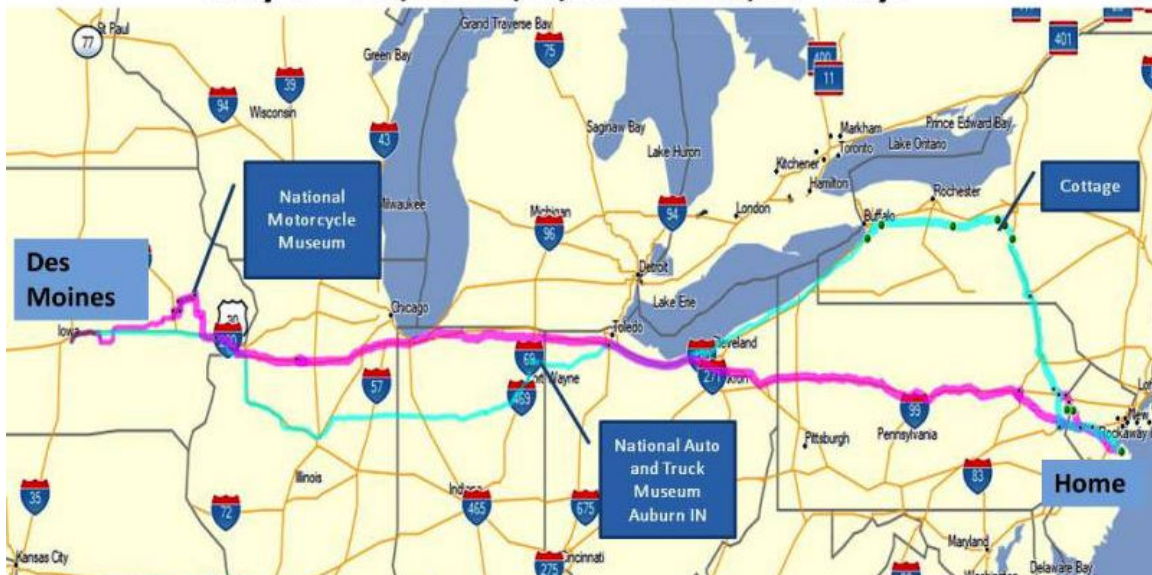 St Paul
77
94
Wisconsin
39
Green Bay
Grand Traverse Bay
75
43
Saginaw Bay
Lake Huron
401
11
Markham
Toronto
Prince Edward Bay
Lake Ontario
Kitchener
Hamilton
London
Rochester
Buffalo
Cottage
National
Motorcycle
Museum
Milwaukee
Michigan
96
94
Detroit
Lake Erie
Des
Moines
Iowa
30
Chicago
Toledo
Cleveland
271
57
69
469
99
Pittsburgh
Pennsylvania
New
Rockaway
National Auto
and Truck
Museum
Auburn IN
Home
Illinois
35
72
465
675
83
Kansas City
275
Cincinnati
Maryland
Washington
Delaware Bay